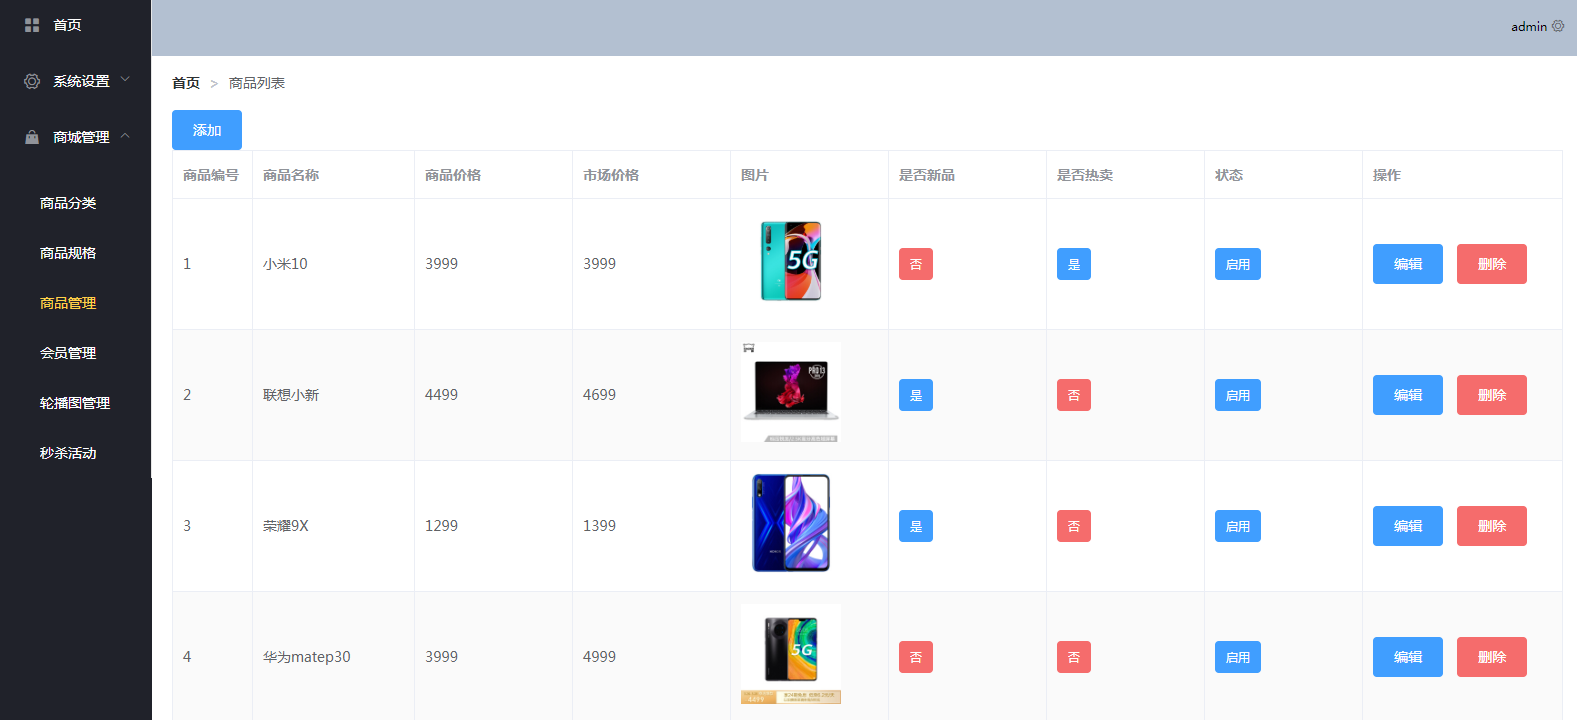 首页
系统设置
商城管理
商品分类
商品规格
商品管理
会员管理
轮播图管理
秒杀活动
admin
首页 > 商品列表
添加
商品编号 商品名称 商品价格 市场价格 图片 是否新品 是否热卖 状态 操作
1 小米10 3999 3999 5G 否 是 启用 编辑 删除
2 联想小新 4499 4699 PRO 13 是 否 启用 编辑 删除
3 荣耀9X 1299 1399 HONOR 是 否 启用 编辑 删除
4 华为matep30 3999 4999 5G 4499 否 否 启用 编辑 删除